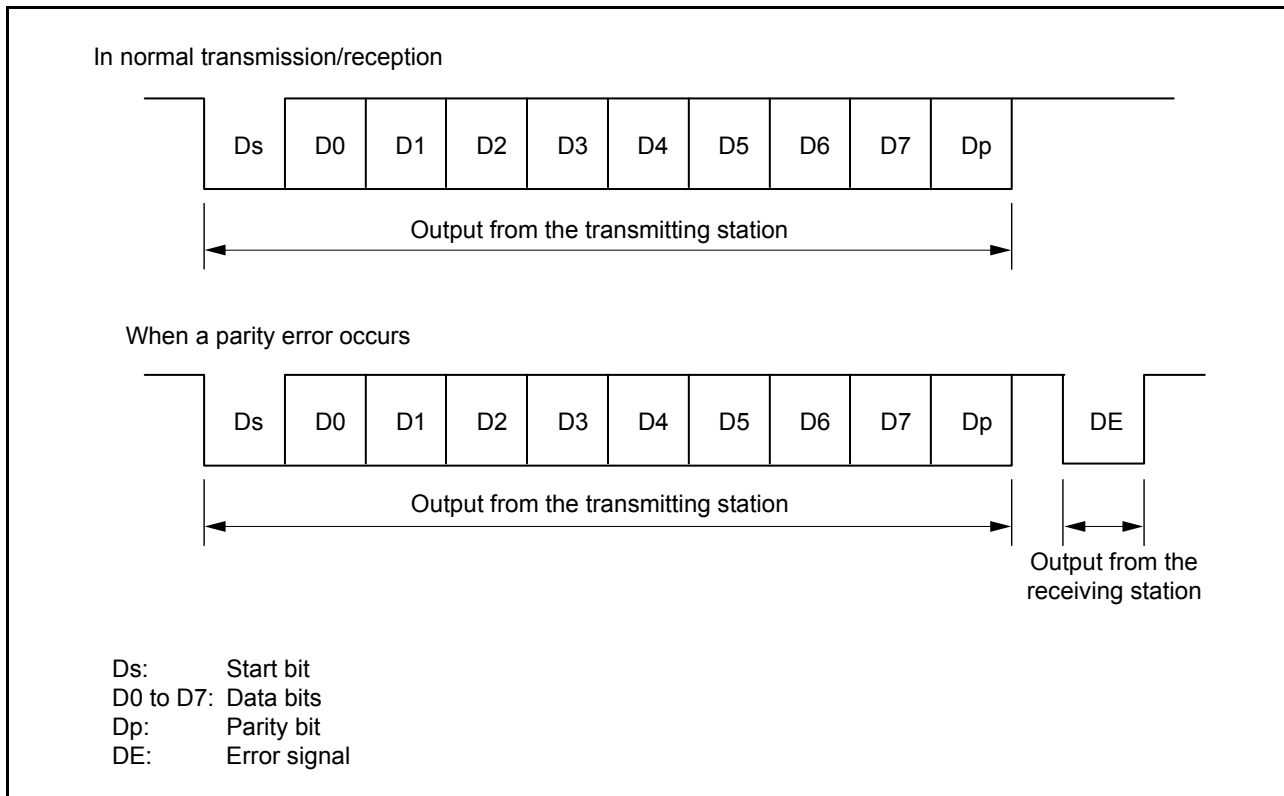 In normal transmission/reception
Ds D0 D1 D2 D3 D4 D5 D6 D7 Dp
Output from the transmitting station
When a parity error occurs
Ds D0 D1 D2 D3 D4 D5 D6 D7 Dp DE
Output from the transmitting station
Output from the
receiving station
Ds: Start bit
D0 to D7: Data bits
Dp: Parity bit
DE: Error signal